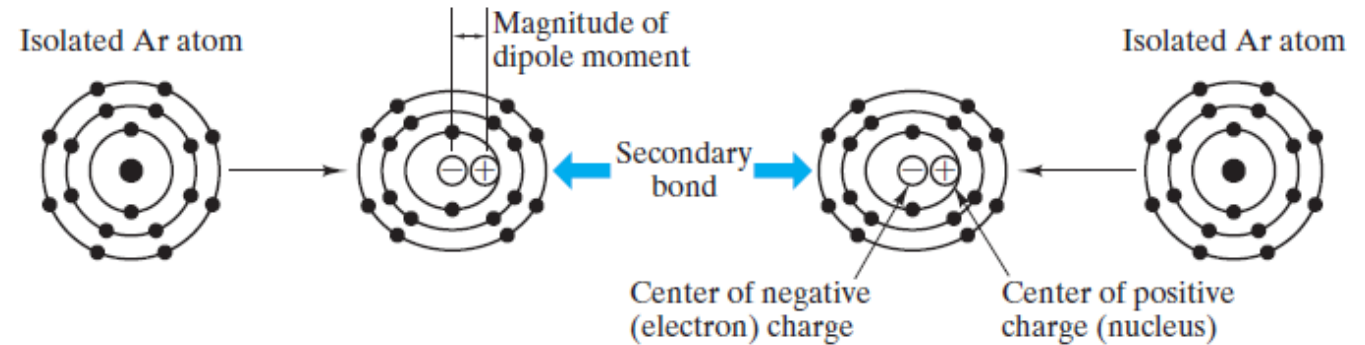 Isolated Ar atom
Magnitude of
dipole moment
Isolated Ar atom
− +
Secondary
bond
− +
Center of negative
(electron) charge
Center of positive
charge (nucleus)